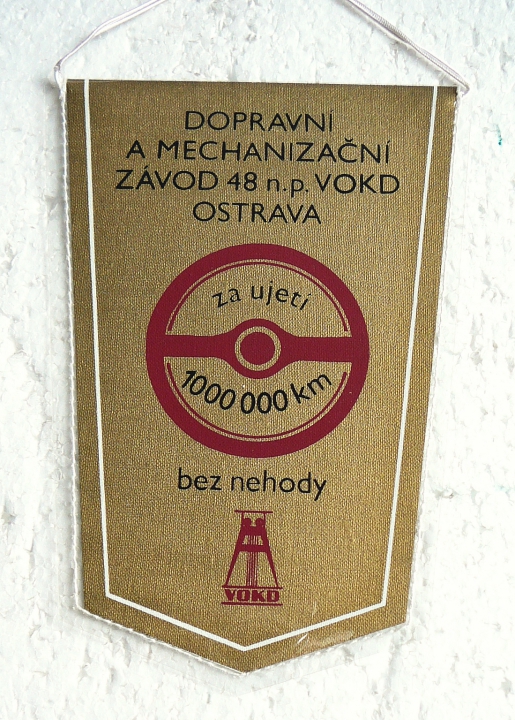 DOPRAVNÍ
A MECHANIZAČNÍ
ZÁVOD 48 n.p. VOKD
OSTRAVA
za ujetí
1000 000 km
bez nehody
VOKD